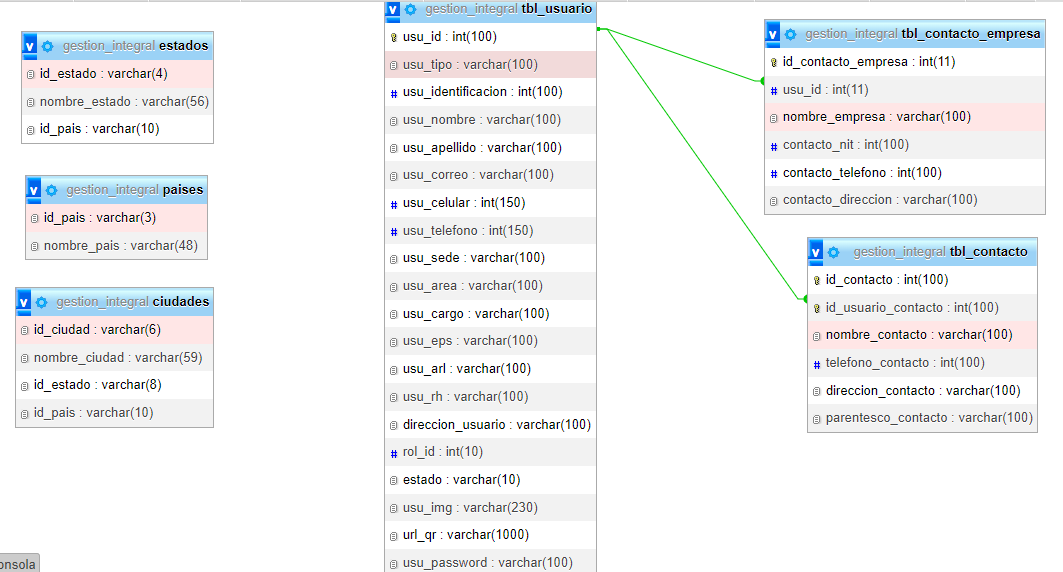 gestion_integral estados
id_estado : varchar(4)
nombre_estado : varchar(56)
id_pais : varchar(10)
gestion_integral paises
id_pais : varchar(3)
nombre_pais : varchar(48)
gestion_integral ciudades
id_ciudad : varchar(6)
nombre_ciudad : varchar(59)
id_estado : varchar(8)
id_pais : varchar(10)
gestion_integral tbl_usuario
usu_id : int(100)
usu_tipo : varchar(100)
usu_identificacion : int(100)
usu_nombre : varchar(100)
usu_apellido : varchar(100)
usu_correo : varchar(100)
usu_celular : int(150)
usu_telefono : int(150)
usu_sede : varchar(100)
usu_area : varchar(100)
usu_cargo : varchar(100)
usu_eps : varchar(100)
usu_arl : varchar(100)
usu_rh : varchar(100)
direccion_usuario : varchar(100)
rol_id : int(10)
estado : varchar(10)
usu_img : varchar(230)
url_qr : varchar(1000)
usu_password : varchar(100)
gestion_integral tbl_contacto_empresa
id_contacto_empresa : int(11)
usu_id : int(11)
nombre_empresa : varchar(100)
contacto_nit : int(100)
contacto_telefono : int(100)
contacto_direccion : varchar(100)
gestion_integral tbl_contacto
id_contacto : int(100)
id_usuario_contacto : int(100)
nombre_contacto : varchar(100)
telefono_contacto : int(100)
direccion_contacto : varchar(100)
parentesco_contacto : varchar(100)
onsola